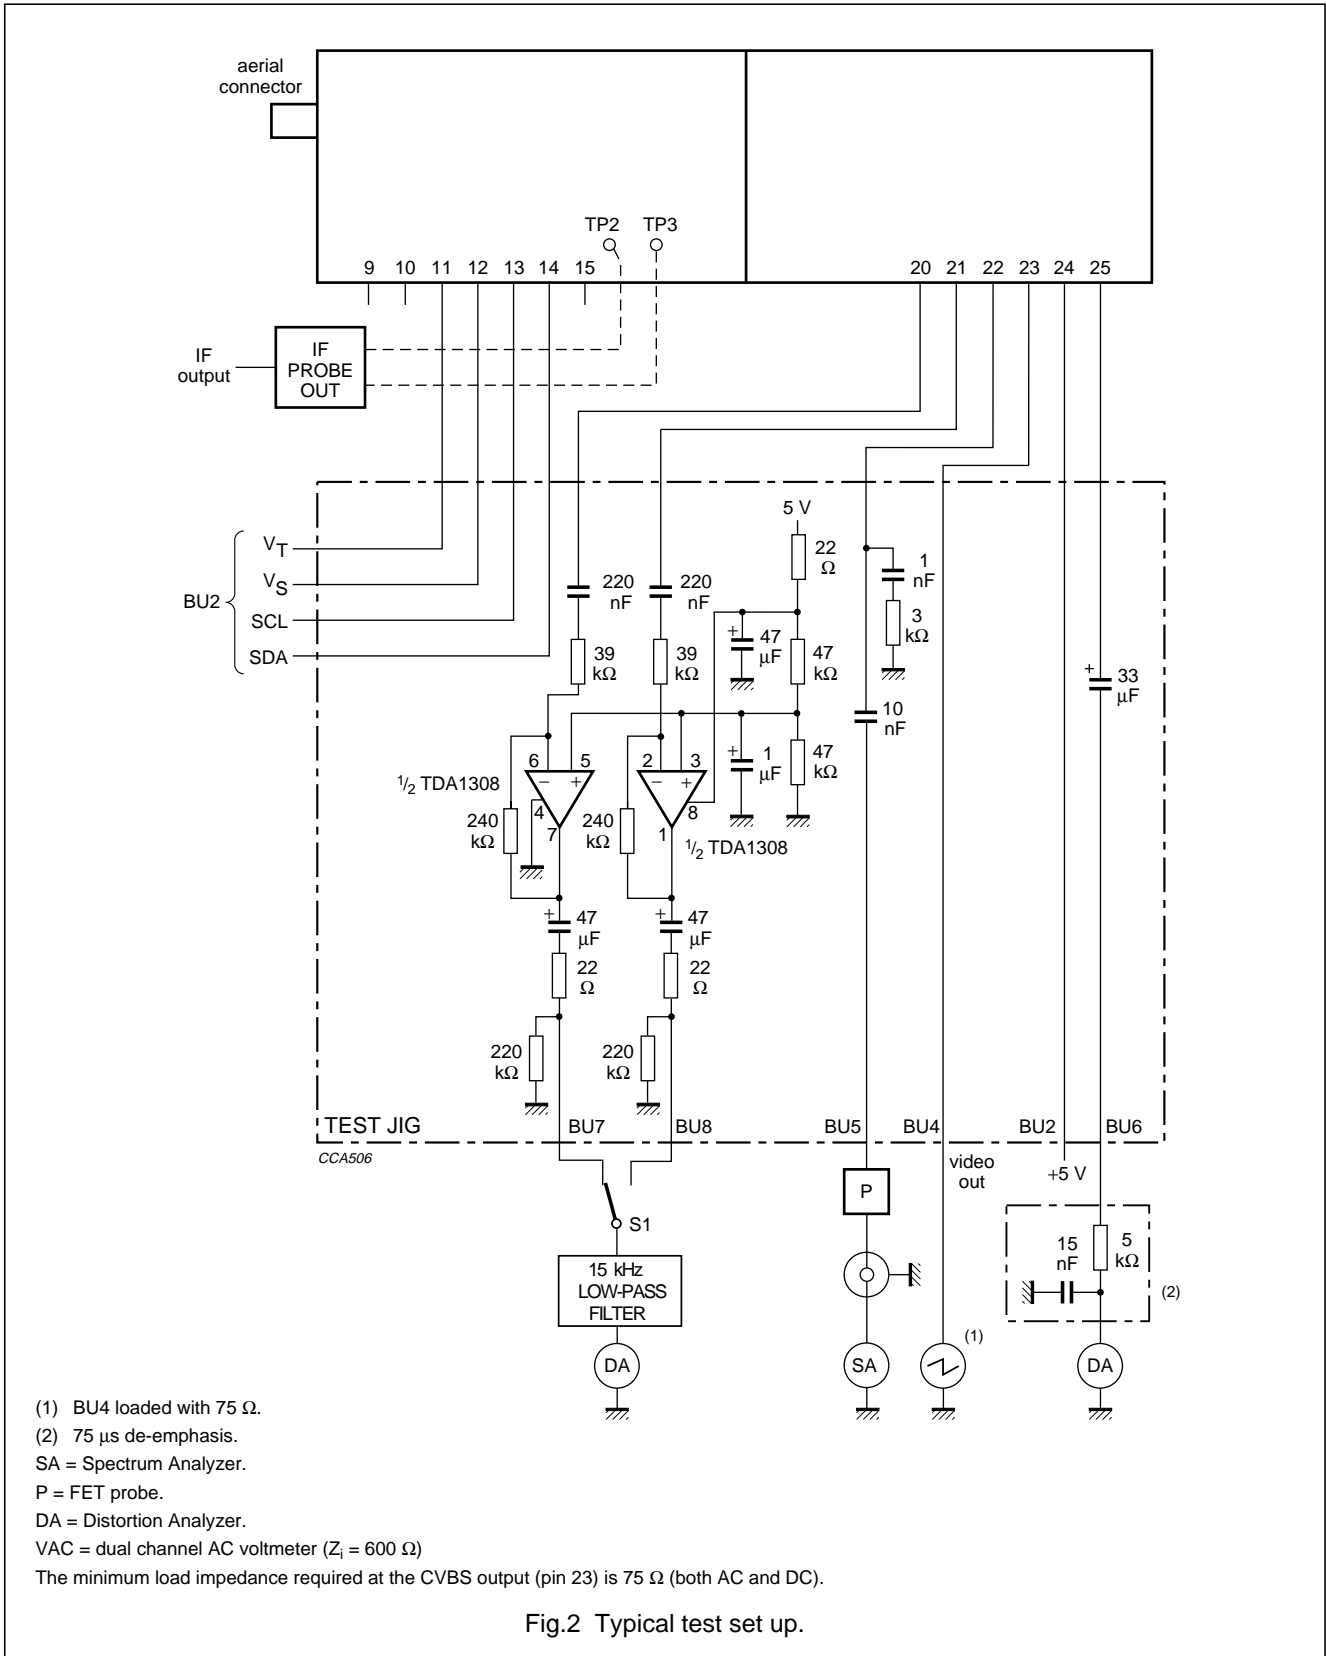 aerial
connector
TP2 TP3
9 10 11 12 13 14 15 20 21 22 23 24 25
IF
output
IF
PROBE
OUT
5 V
22
Ω
BU2
VT
VS
SCL
SDA
220
nF
220
nF
1
nF
3
kΩ
39
kΩ
39
kΩ
+
47
μF
47
kΩ
+
33
μF
10
nF
6 5
− +
4
7
2 3
− +
8
1
+
1
μF
47
kΩ
1/2 TDA1308
240
kΩ
240
kΩ
1/2 TDA1308
+
47
μF
+
47
μF
22
Ω
22
Ω
220
kΩ
220
kΩ
TEST JIG BU7 BU8 BU5 BU4 BU2 BU6
CCA506
video
out
+5 V
P
S1
15
nF
5
kΩ
(2)
15 kHz
LOW-PASS
FILTER
(1)
DA SA DA
(1) BU4 loaded with 75 Ω.
(2) 75 μs de-emphasis.
SA = Spectrum Analyzer.
P = FET probe.
DA = Distortion Analyzer.
VAC = dual channel AC voltmeter (Zi = 600 Ω)
The minimum load impedance required at the CVBS output (pin 23) is 75 Ω (both AC and DC).
Fig.2 Typical test set up.